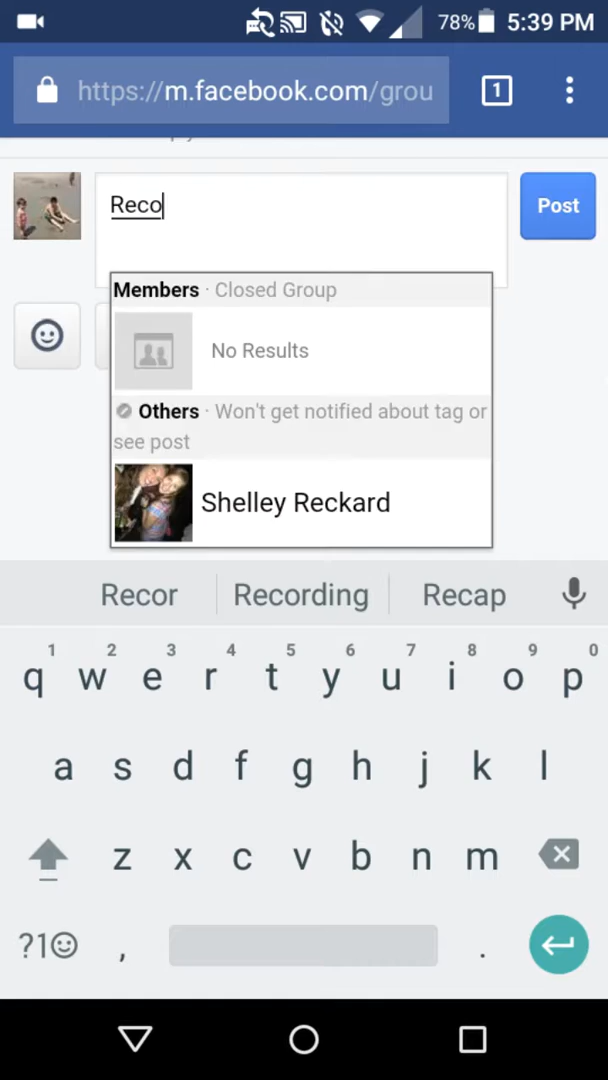 78% 5:39 PM
https://m.facebook.com/grou
1
Reco
Post
Members · Closed Group
No Results
Others · Won't get notified about tag or
see post
Shelley Reckard
Recor Recording Recap
1 2 3 4 5 6 7 8 9 0
q w e r t y u i o p
a s d f g h j k l
z x c v b n m
?1 , .